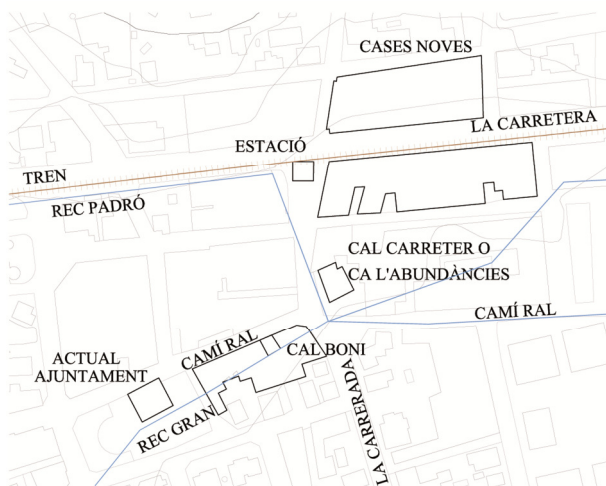 CASES NOVES
LA CARRETERA
ESTACIÓ
TREN
REC PADRÓ
CAL CARRETER O
CA L'ABUNDÀNCIES
CAMÍ RAL
CAMÍ RAL
CAL BONI
ACTUAL
AJUNTAMENT
REC GRAN
LA CARRERADA